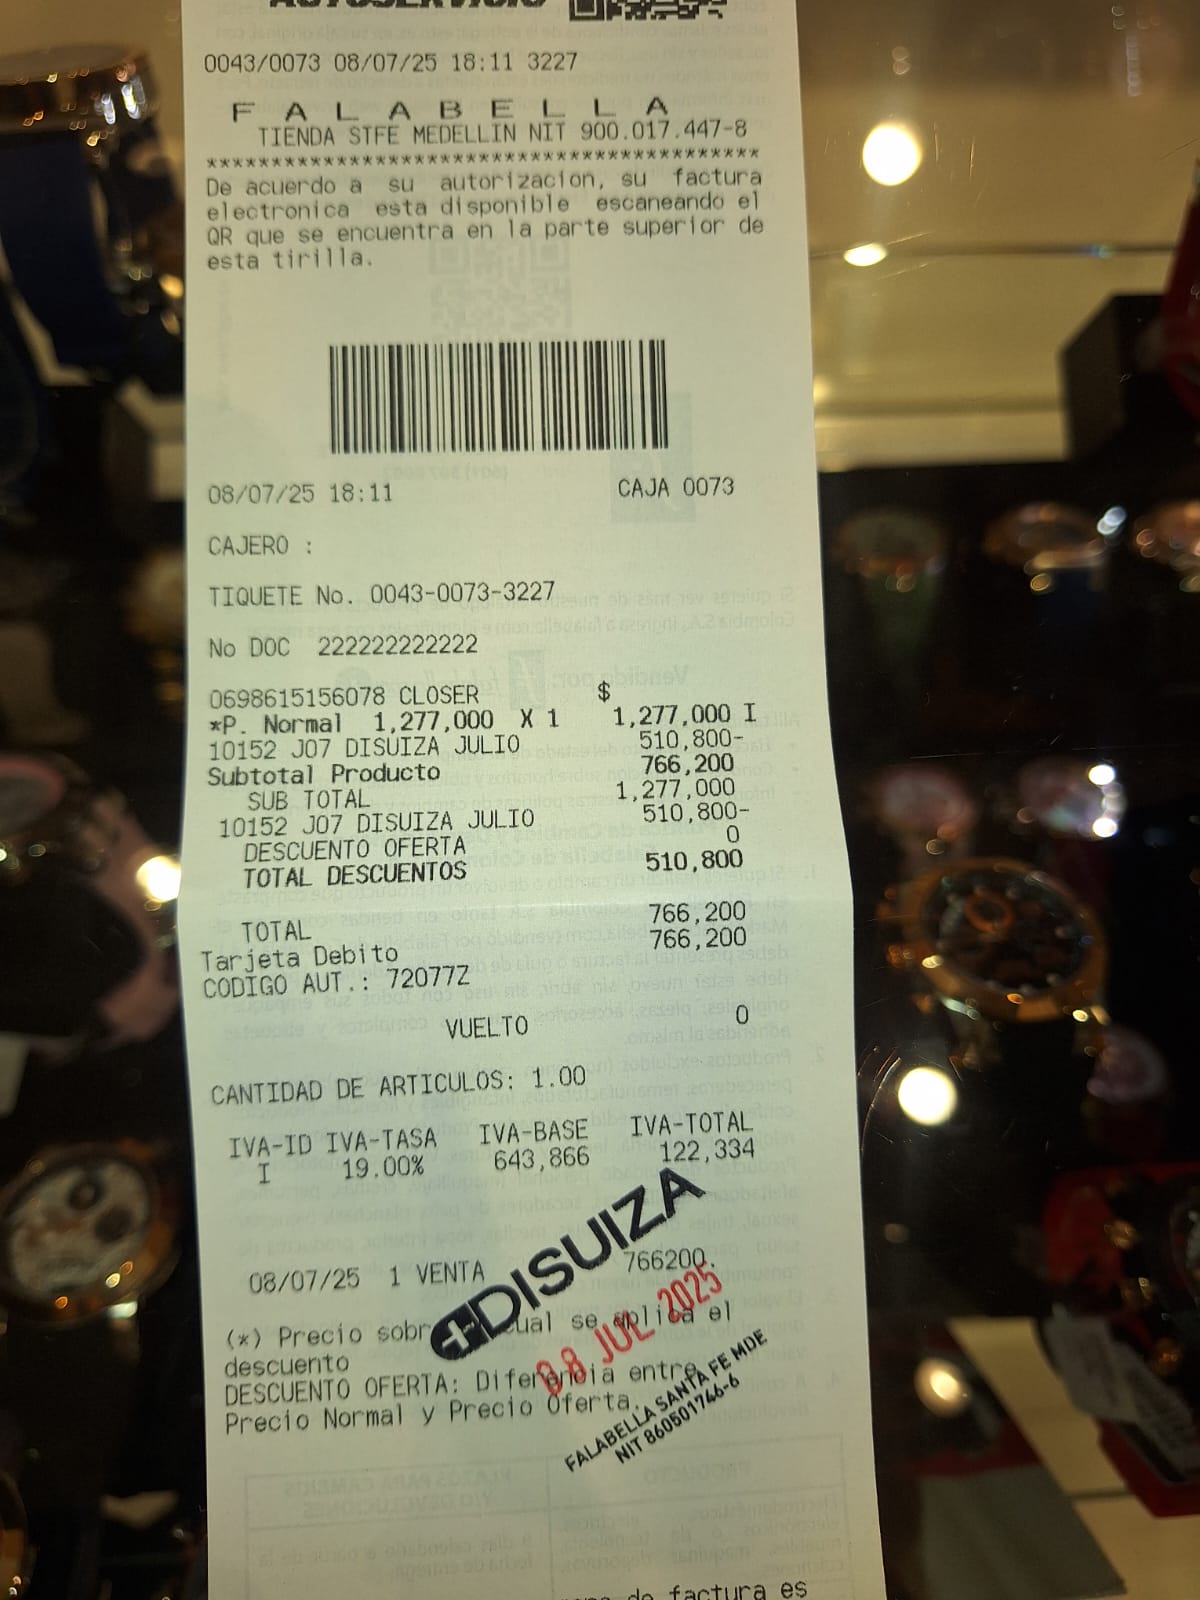 AUTOSERVICIO
0043/0073 08/07/25 18:11 3227
F A L A B E L L A
TIENDA STFE MEDELLIN NIT 900.017.447-8
******************************************
De acuerdo a su autorizacion, su factura
electronica esta disponible escaneando el
QR que se encuentra en la parte superior de
esta tirilla.
08/07/25 18:11 CAJA 0073
CAJERO :
TIQUETE No. 0043-0073-3227
No DOC 222222222222
0698615156078 CLOSER $
*P. Normal 1,277,000 X 1 1,277,000 I
10152 J07 DISUIZA JULIO 510,800-
Subtotal Producto 766,200
SUB TOTAL 1,277,000
10152 J07 DISUIZA JULIO 510,800-
DESCUENTO OFERTA 0
TOTAL DESCUENTOS 510,800
TOTAL 766,200
Tarjeta Debito 766,200
CODIGO AUT.: 72077Z
VUELTO 0
CANTIDAD DE ARTICULOS: 1.00
IVA-ID IVA-TASA IVA-BASE IVA-TOTAL
I 19.00% 643,866 122,334
DISUIZA
08/07/25 1 VENTA 766200.
08 JUL 2025
(*) Precio sobr cual se aplica el
descuento
DESCUENTO OFERTA: Diferencia entre
Precio Normal y Precio Oferta.
FALABELLA SANTA FE MDE
NIT 860501746-6
de factura es